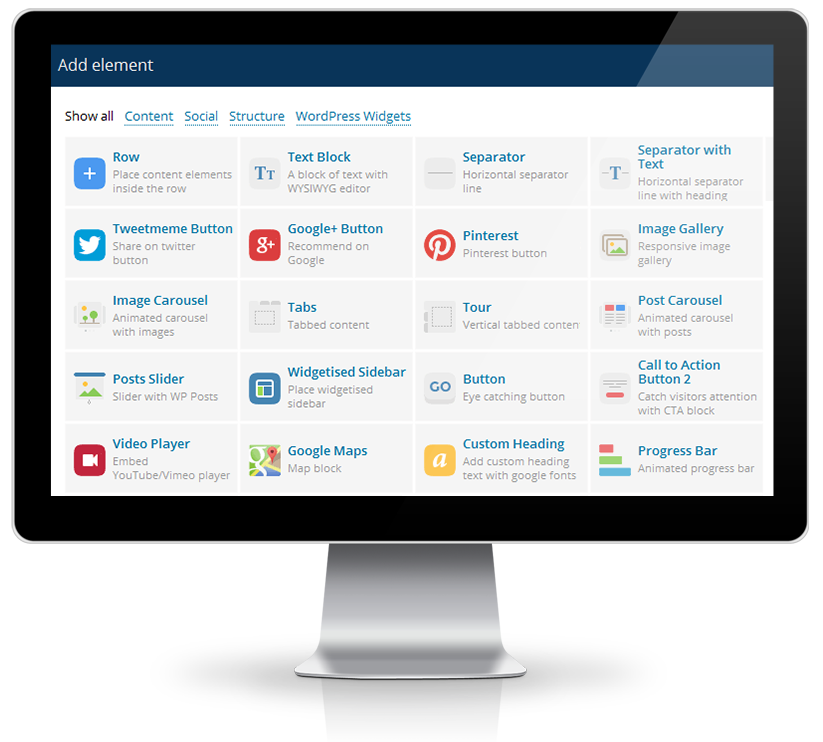 Add element
Show all Content Social Structure WordPress Widgets
Row
Place content elements
inside the row
Text Block
A block of text with
WYSIWYG editor
Separator
Horizontal separator
line
Separator with
Text
Horizontal separator
line with heading
Tweetmeme Button
Share on twitter
button
Google+ Button
Recommend on
Google
Pinterest
Pinterest button
Image Gallery
Responsive image
gallery
Image Carousel
Animated carousel
with images
Tabs
Tabbed content
Tour
Vertical tabbed conten
Post Carousel
Animated carousel
with posts
Posts Slider
Slider with WP Posts
Widgetised Sidebar
Place widgetised
sidebar
GO
Button
Eye catching button
Call to Action
Button 2
Catch visitors attention
with CTA block
Video Player
Embed
YouTube/Vimeo player
Google Maps
Map block
Custom Heading
Add custom heading
text with google fonts
Progress Bar
Animated progress bar